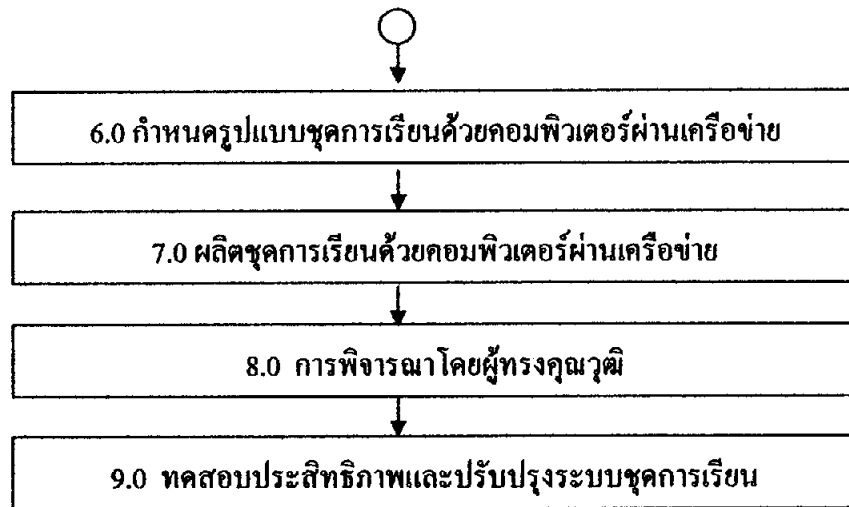 6.0 กำหนดรูปแบบชุดการเรียนด้วยคอมพิวเตอร์ผ่านเครือข่าย
7.0 ผลิตชุดการเรียนด้วยคอมพิวเตอร์ผ่านเครือข่าย
8.0 การพิจารณาโดยผู้ทรงคุณวุฒิ
9.0 ทดสอบประสิทธิภาพและปรับปรุงระบบชุดการเรียน